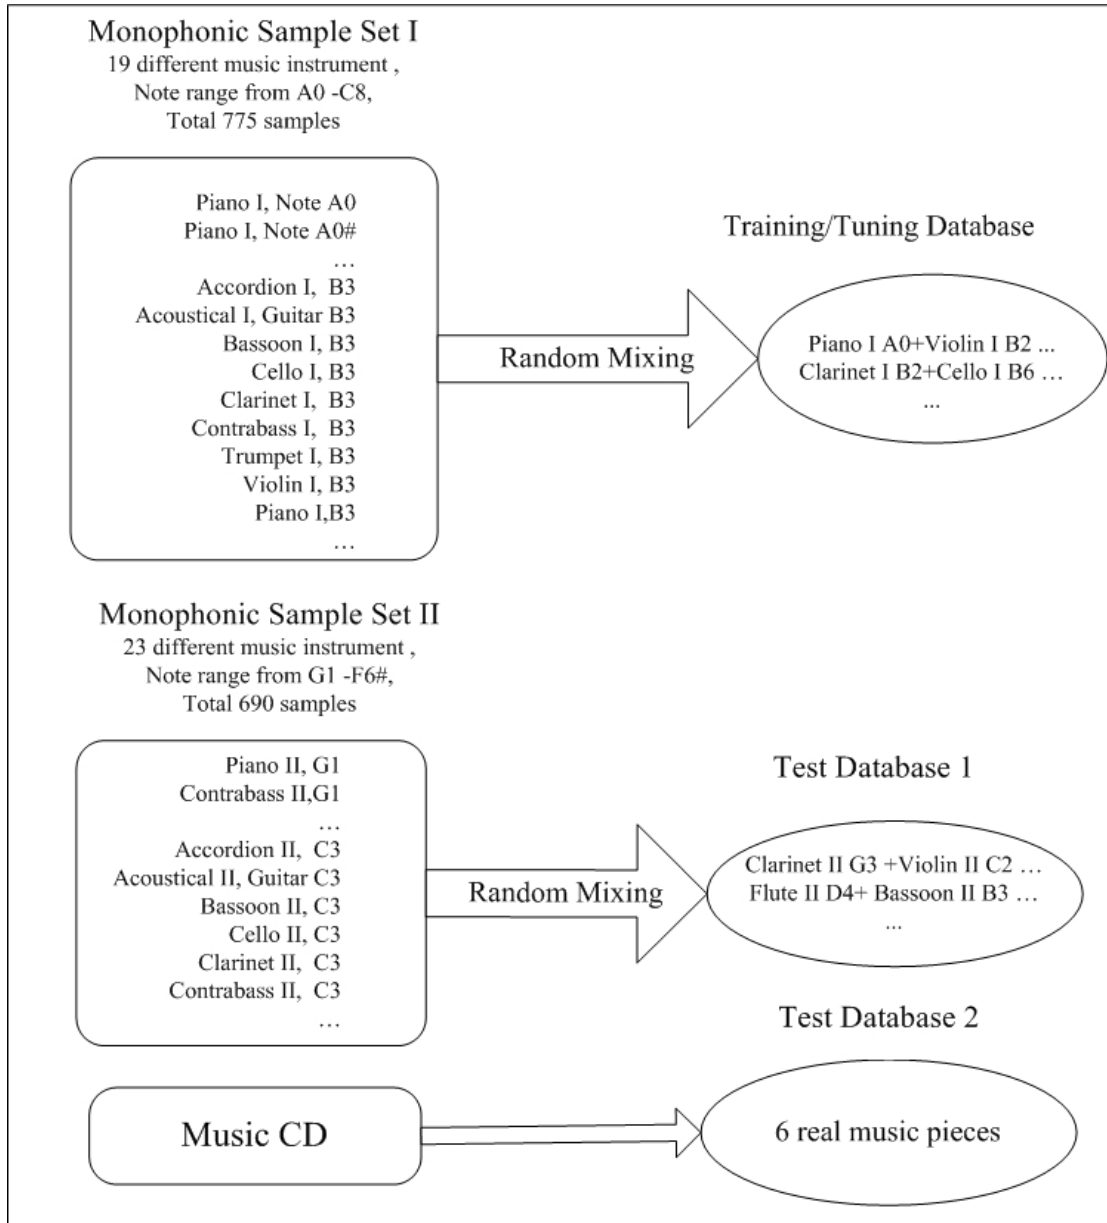 Monophonic Sample Set I
19 different music instrument ,
Note range from A0 -C8,
Total 775 samples
Piano I, Note A0
Piano I, Note A0#
…
Accordion I, B3
Acoustical I, Guitar B3
Bassoon I, B3
Cello I, B3
Clarinet I, B3
Contrabass I, B3
Trumpet I, B3
Violin I, B3
Piano I,B3
…
Random Mixing
Training/Tuning Database
Piano I A0+Violin I B2 ...
Clarinet I B2+Cello I B6 …
...
Monophonic Sample Set II
23 different music instrument ,
Note range from G1 -F6#,
Total 690 samples
Piano II, G1
Contrabass II,G1
…
Accordion II, C3
Acoustical II, Guitar C3
Bassoon II, C3
Cello II, C3
Clarinet II, C3
Contrabass II, C3
…
Random Mixing
Test Database 1
Clarinet II G3 +Violin II C2 …
Flute II D4+ Bassoon II B3 …
...
Music CD
Test Database 2
6 real music pieces